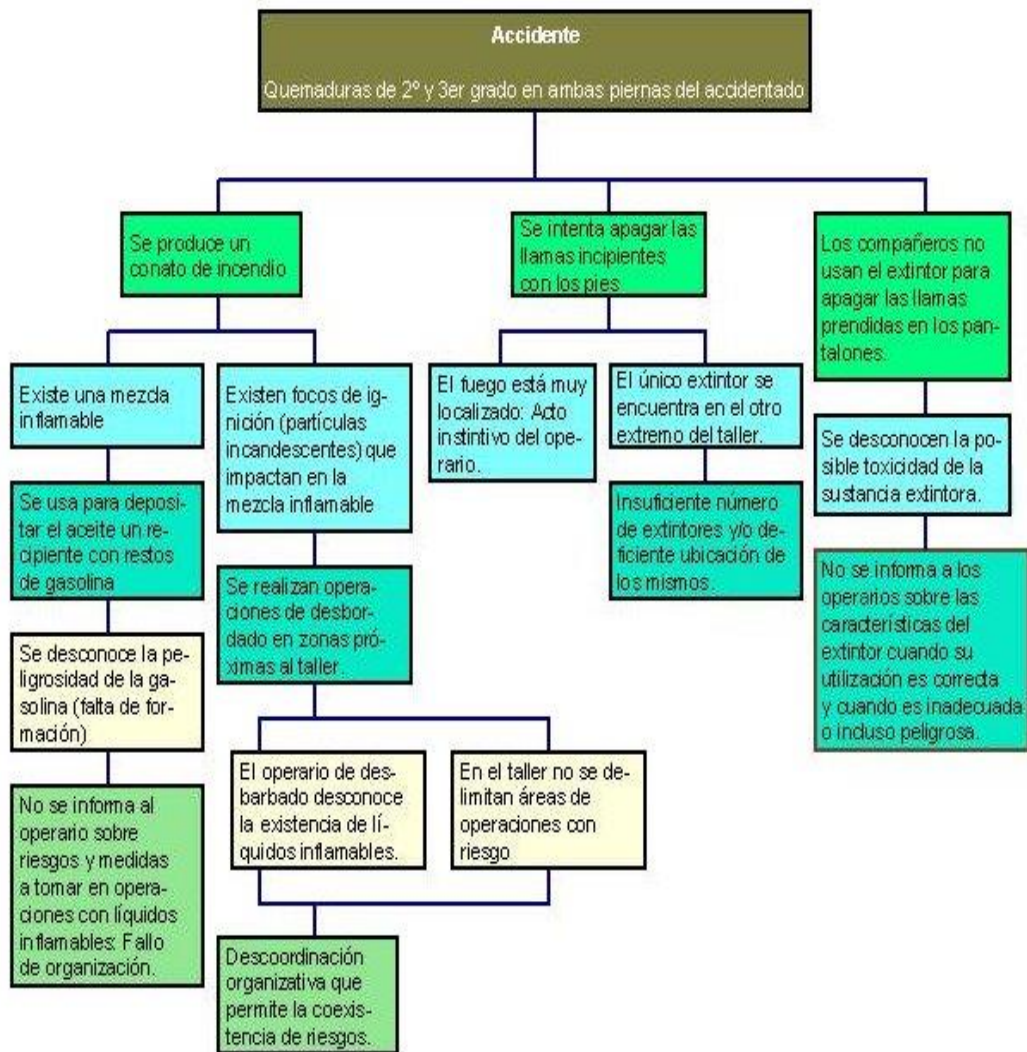 Accidente
Quemaduras de 2º y 3er grado en ambas piernas del accidentado
Se produce un
conato de incendio
Se intenta apagar las
llamas incipientes
con los pies
Los compañeros no
usan el extintor para
apagar las llamas
prendidas en los pan-
talones.
Existe una mezcla
inflamable
Existen focos de ig-
nición (partículas
incandescentes) que
impactan en la
mezcla inflamable
El fuego está muy
localizado: Acto
instintivo del ope-
rario.
El único extintor se
encuentra en el otro
extremo del taller.
Se desconocen la po-
sible toxicidad de la
sustancia extintora.
Se usa para deposi-
tar el aceite un re-
cipiente con restos
de gasolina
Se realizan opera-
ciones de desbor-
dado en zonas pró-
ximas al taller.
Insuficiente número
de extintores y/o de-
ficiente ubicación de
los mismos.
No se informa a los
operarios sobre las
características del
extintor cuando su
utilización es correcta
y cuando es inadecuada
o incluso peligrosa.
Se desconoce la pe-
ligrosidad de la ga-
solina (falta de for-
mación)
El operario de des-
barbado desconoce
la existencia de lí-
quidos inflamables.
En el taller no se de-
limitan áreas de
operaciones con
riesgo
No se informa al
operario sobre
riesgos y medidas
a tomar en opera-
ciones con líquidos
inflamables: Fallo
de organización.
Descoordinación
organizativa que
permite la coexis-
tencia de riesgos.